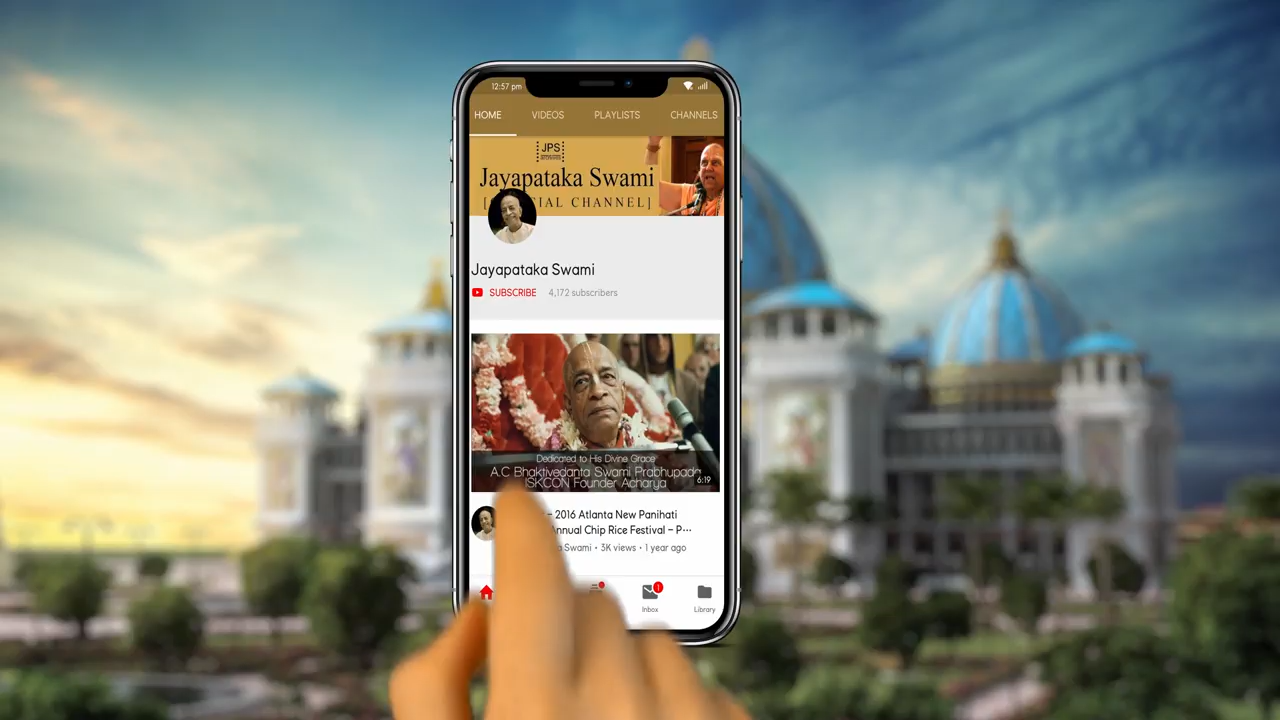 12:57 pm
HOME VIDEOS PLAYLISTS CHANNELS
JPS
Jayapataka Swami
[ CIAL CHANNEL]
Jayapataka Swami
SUBSCRIBE 4,172 subscribers
Dedicated to His Divine Grace
A.C Bhaktivedanta Swami Prabhupada
ISKCON Founder Acharya
6:19
– 2016 Atlanta New Panihati
Annual Chip Rice Festival – P...
Swami • 3K views • 1 year ago
Inbox Library